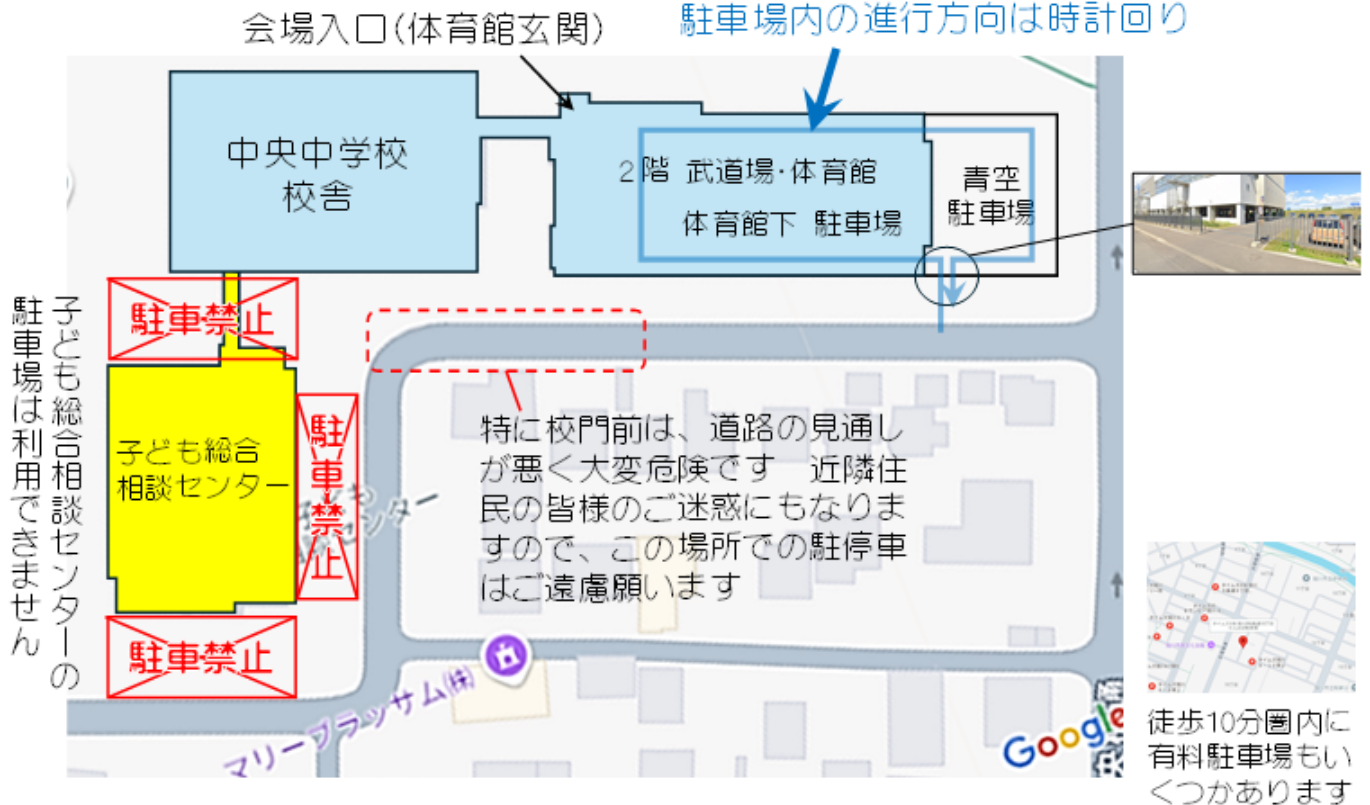 会場入口(体育館玄関)
駐車場内の進行方向は時計回り
中央中学校
校舎
2階 武道場・体育館
体育館下 駐車場
青空
駐車場
駐車禁止
子ども総合相談センターの
駐車場は利用できません
子ども総合
相談センター
駐車禁止
駐車禁止
特に校門前は、道路の見通し
が悪く大変危険です 近隣住
民の皆様のご迷惑にもなりま
すので、この場所での駐停車
はご遠慮願います
マリーブラッサム㈱
Google
徒歩10分圏内に
有料駐車場もい
くつかあります